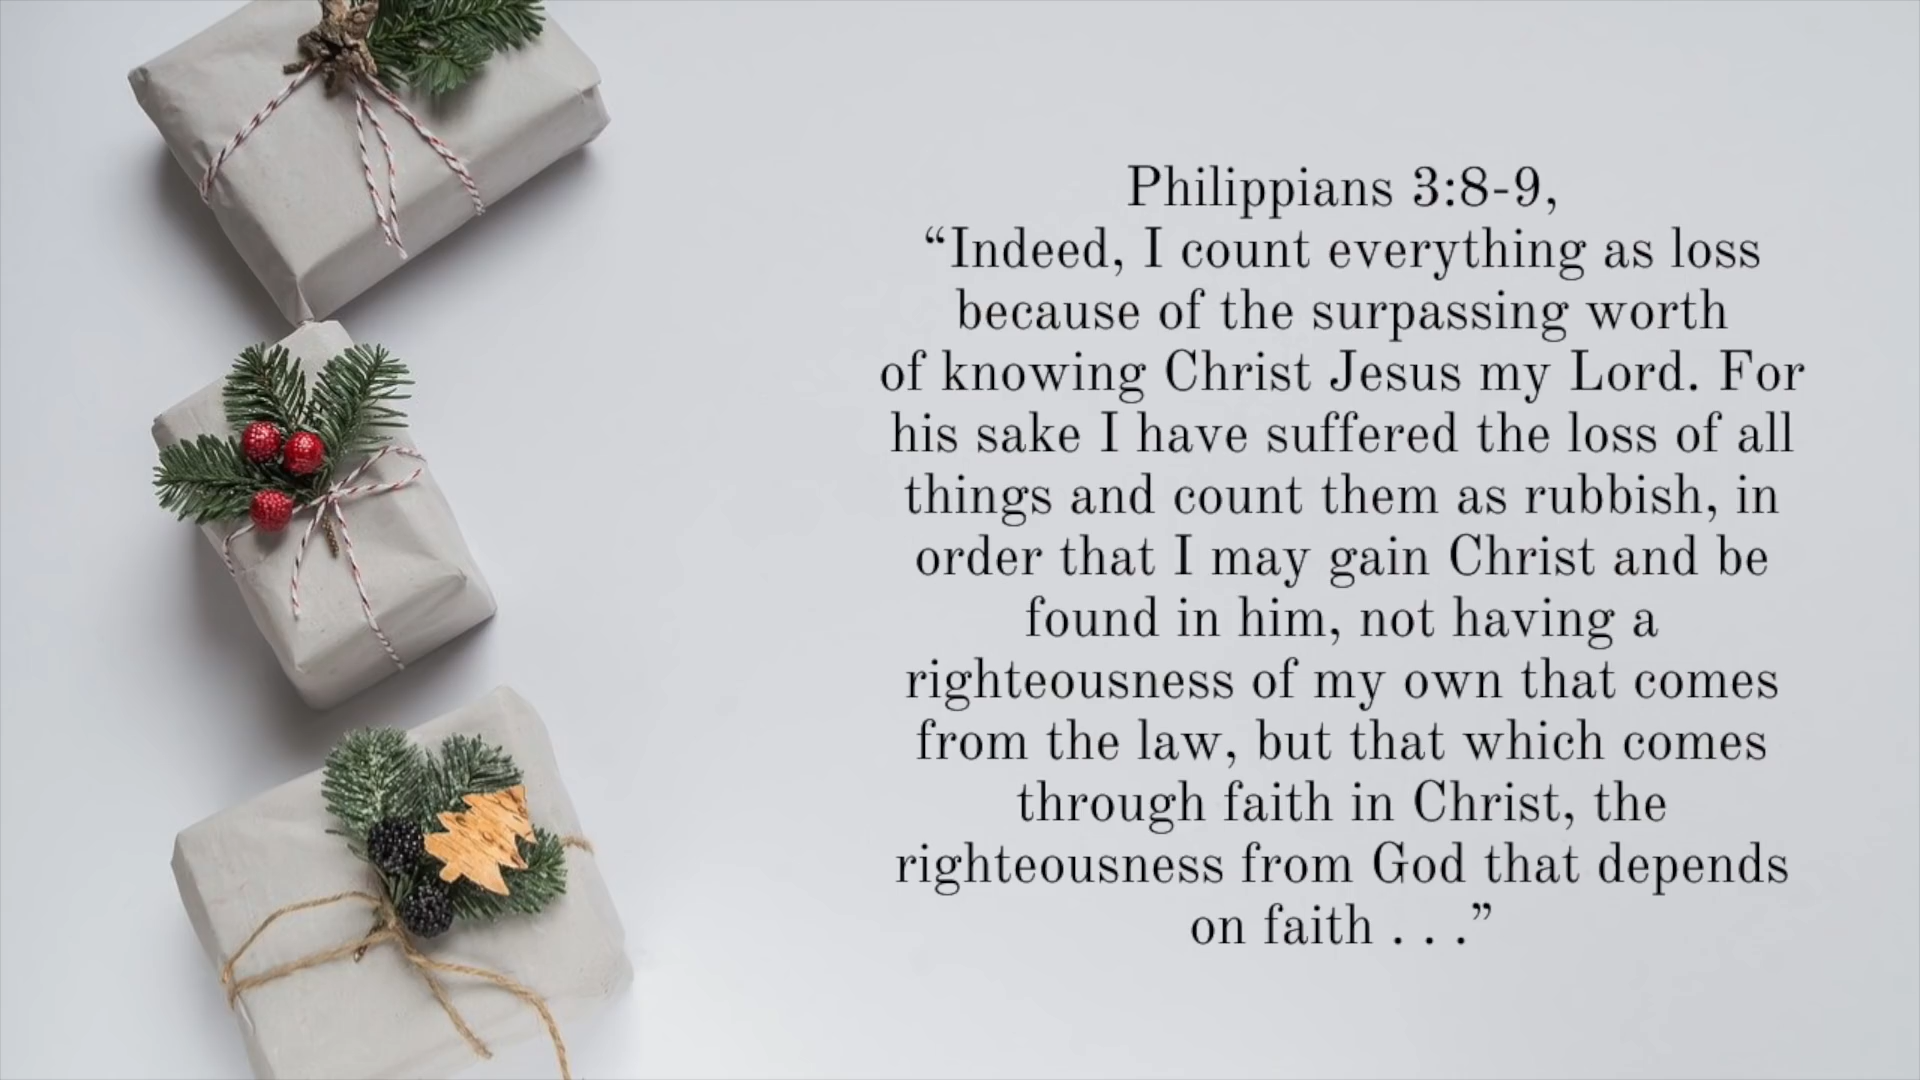 Philippians 3:8-9,
“Indeed, I count everything as loss
because of the surpassing worth
of knowing Christ Jesus my Lord. For
his sake I have suffered the loss of all
things and count them as rubbish, in
order that I may gain Christ and be
found in him, not having a
righteousness of my own that comes
from the law, but that which comes
through faith in Christ, the
righteousness from God that depends
on faith . . .”